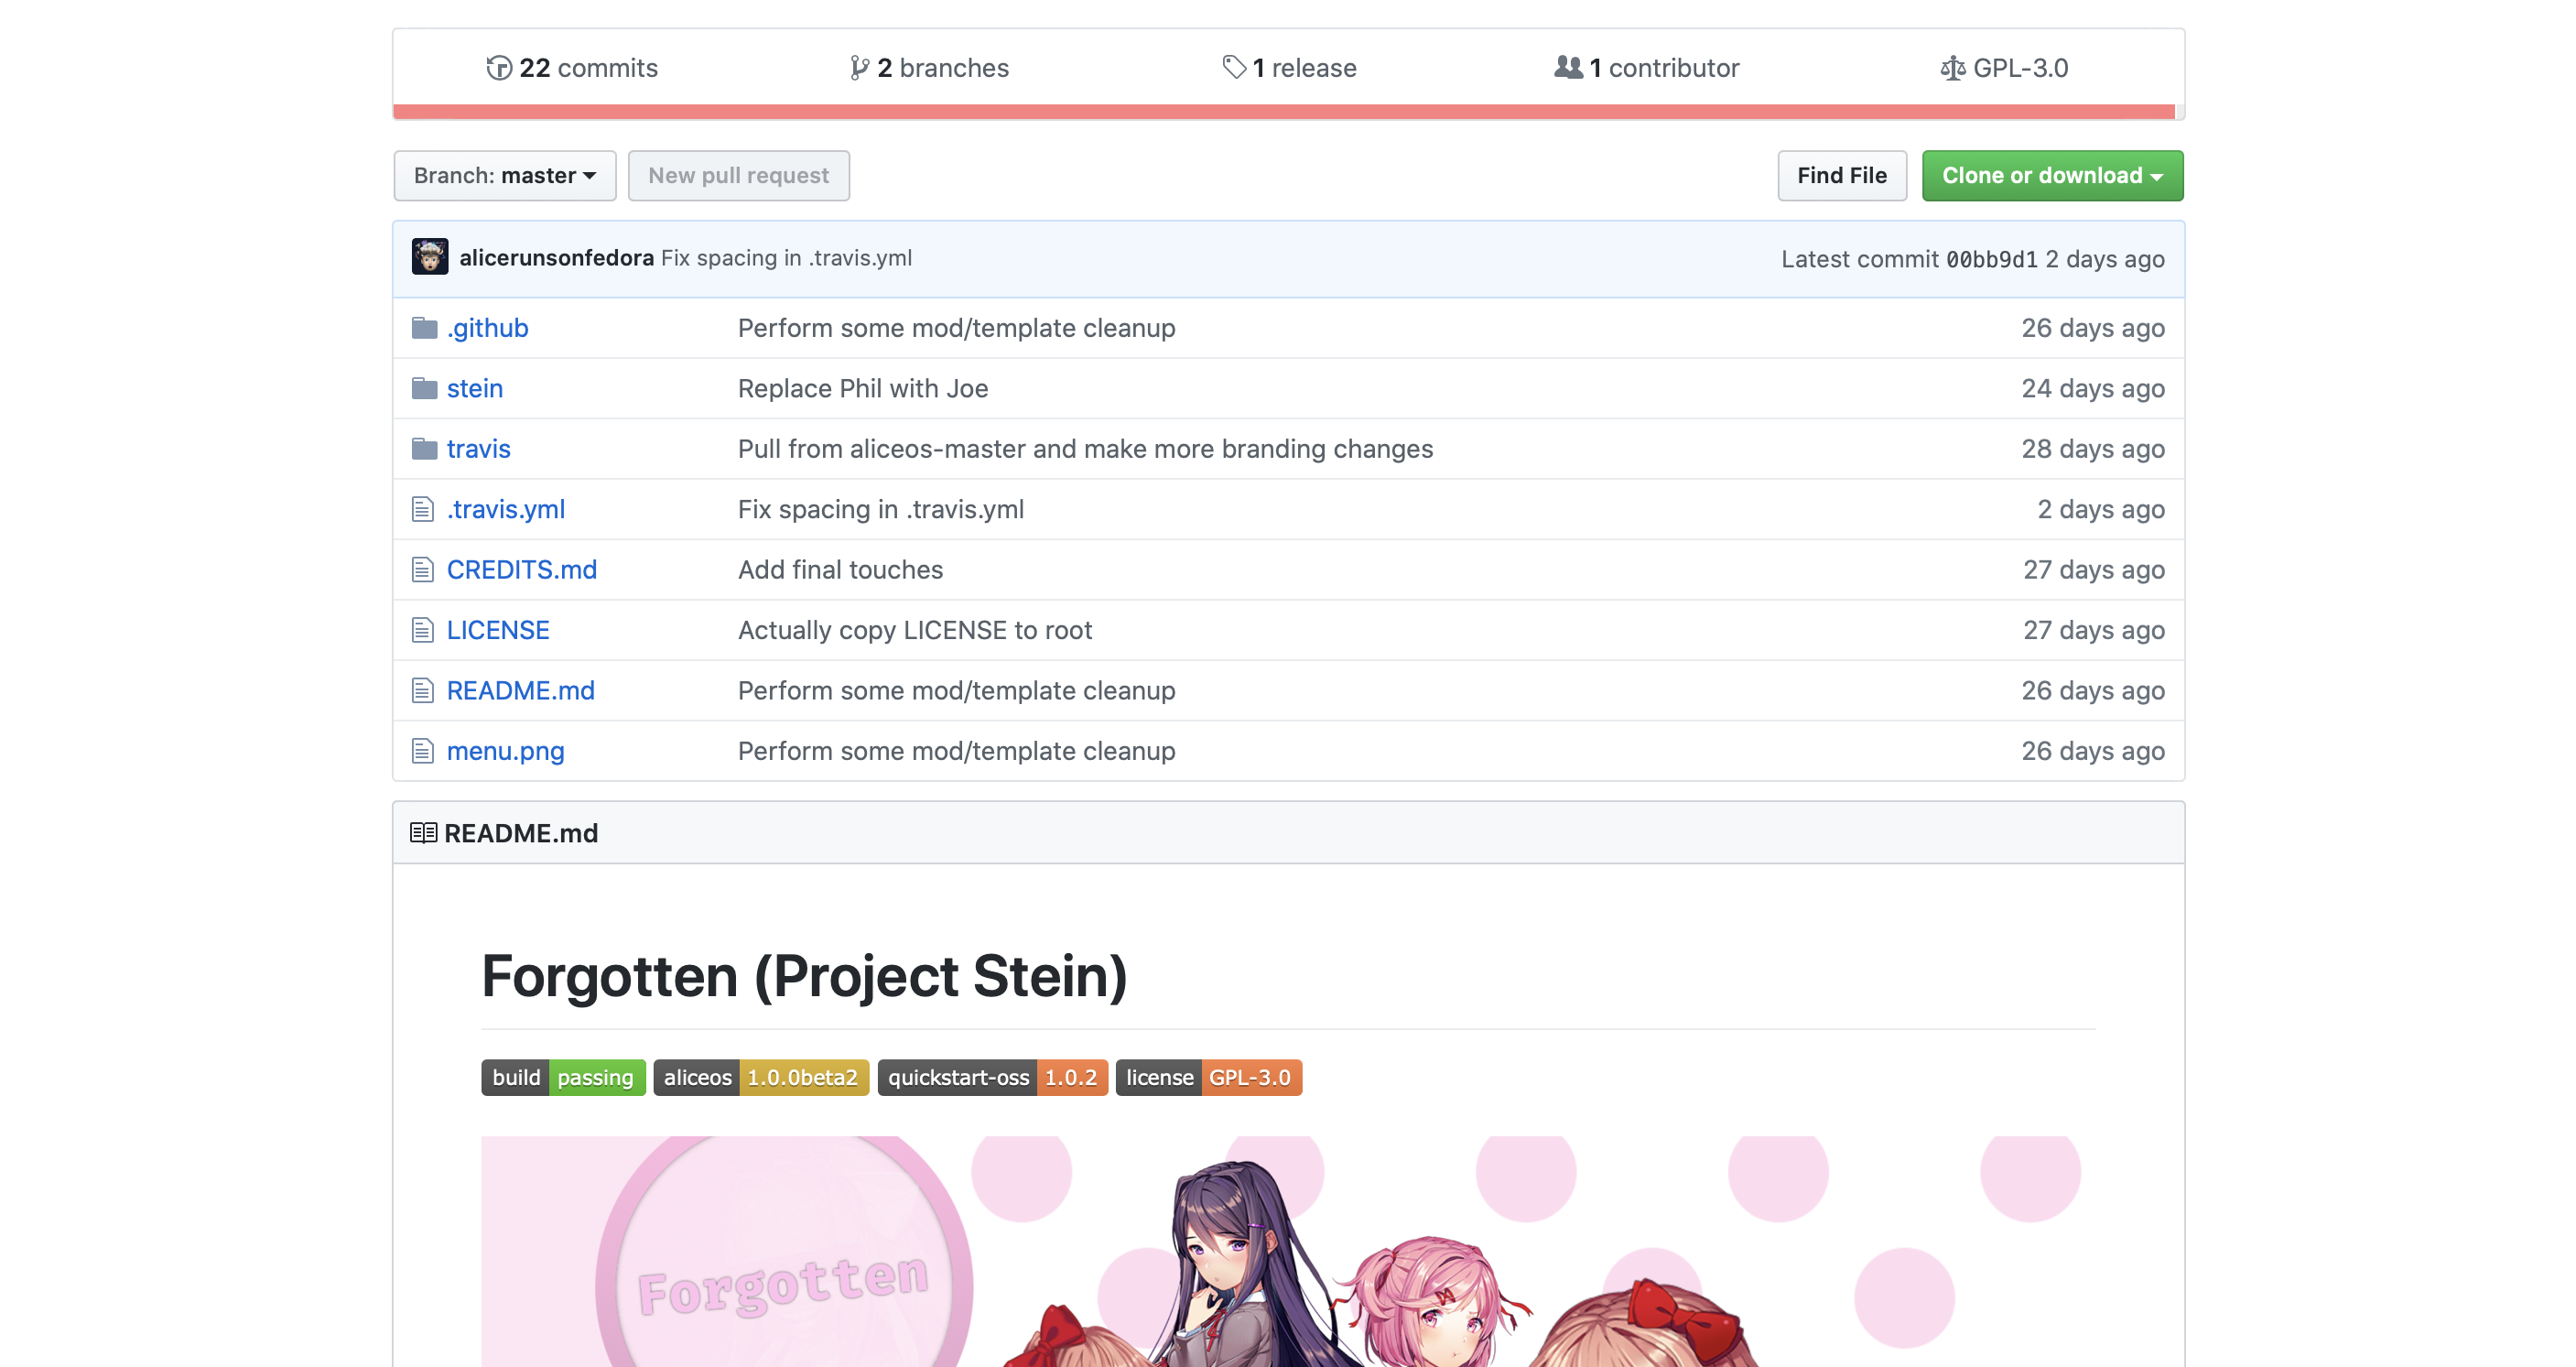 22 commits 2 branches 1 release 1 contributor GPL-3.0
Branch: master New pull request Find File Clone or download
alicerunsonfedora Fix spacing in .travis.yml Latest commit 00bb9d1 2 days ago
.github Perform some mod/template cleanup 26 days ago
stein Replace Phil with Joe 24 days ago
travis Pull from aliceos-master and make more branding changes 28 days ago
.travis.yml Fix spacing in .travis.yml 2 days ago
CREDITS.md Add final touches 27 days ago
LICENSE Actually copy LICENSE to root 27 days ago
README.md Perform some mod/template cleanup 26 days ago
menu.png Perform some mod/template cleanup 26 days ago
README.md
Forgotten (Project Stein)
build passing aliceos 1.0.0beta2 quickstart-oss 1.0.2 license GPL-3.0
Forgotten